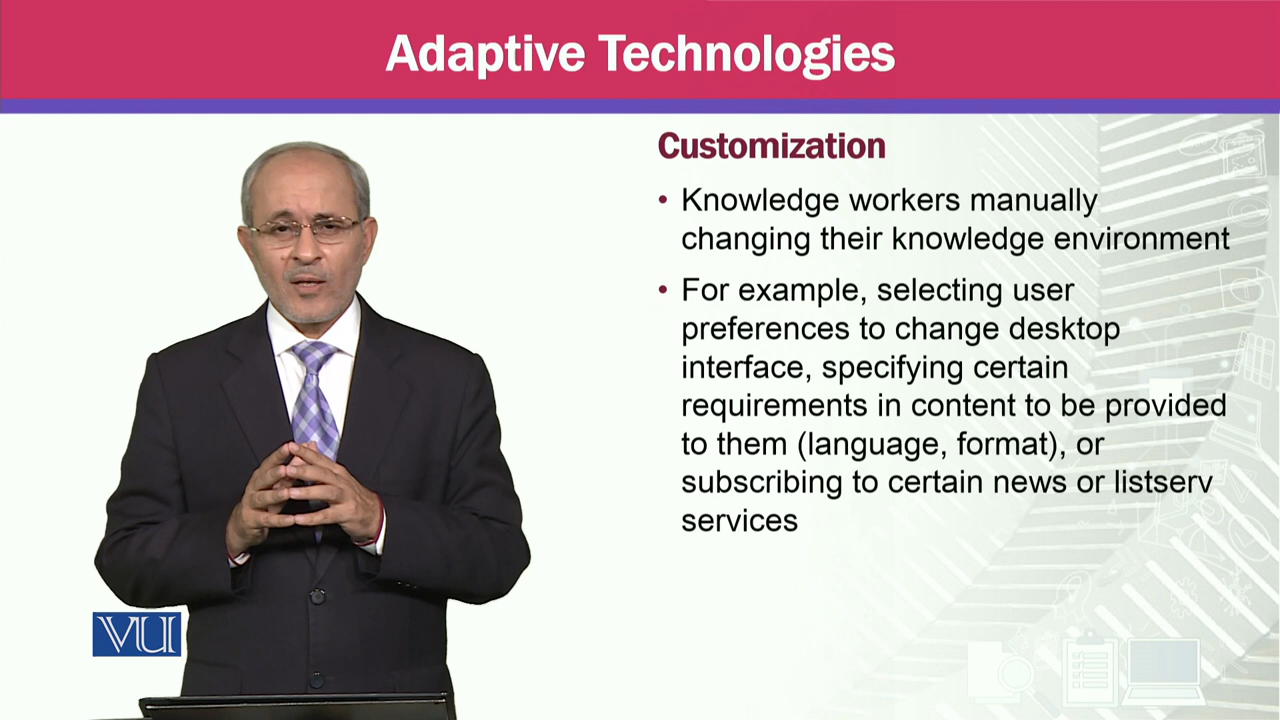 Adaptive Technologies
Customization
• Knowledge workers manually
changing their knowledge environment
• For example, selecting user
preferences to change desktop
interface, specifying certain
requirements in content to be provided
to them (language, format), or
subscribing to certain news or listserv
services
VU